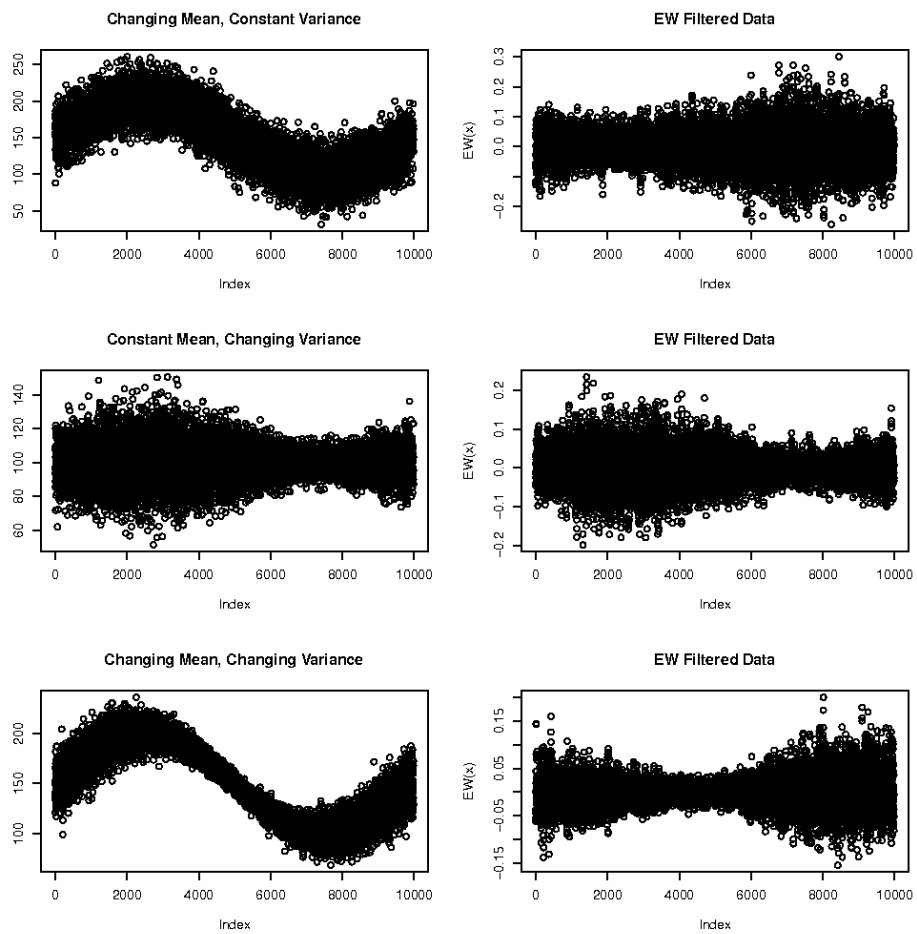 Changing Mean, Constant Variance
250
200
150
100
50
0 2000 4000 6000 8000 10000
Index
EW Filtered Data
EW(x)
0.3
0.1
0.0
−0.2
0 2000 4000 6000 8000 10000
Index
Constant Mean, Changing Variance
140
120
100
80
60
0 2000 4000 6000 8000 10000
Index
EW Filtered Data
EW(x)
0.2
0.1
0.0
−0.1
−0.2
0 2000 4000 6000 8000 10000
Index
Changing Mean, Changing Variance
200
150
100
0 2000 4000 6000 8000 10000
Index
EW Filtered Data
EW(x)
0.15
0.05
−0.05
−0.15
0 2000 4000 6000 8000 10000
Index